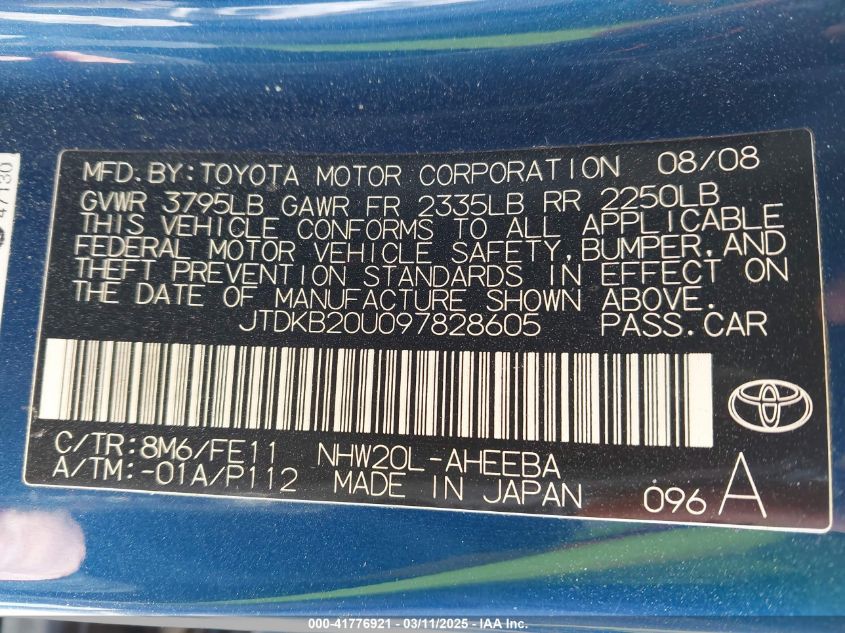 47130
MFD. BY: TOYOTA MOTOR CORPORATION 08/08
GVWR 3795LB GAWR FR 2335LB RR 2250LB
THIS VEHICLE CONFORMS TO ALL APPLICABLE
FEDERAL MOTOR VEHICLE SAFETY, BUMPER, AND
THEFT PREVENTION STANDARDS IN EFFECT ON
THE DATE OF MANUFACTURE SHOWN ABOVE.
JTDKB20U097828605 PASS. CAR
C/TR: 8M6/FE11 NHW20L-AHEEBA
A/TM: -01A/P112 MADE IN JAPAN 096 A
000-41776921 - 03/11/2025 - © IAA Inc.